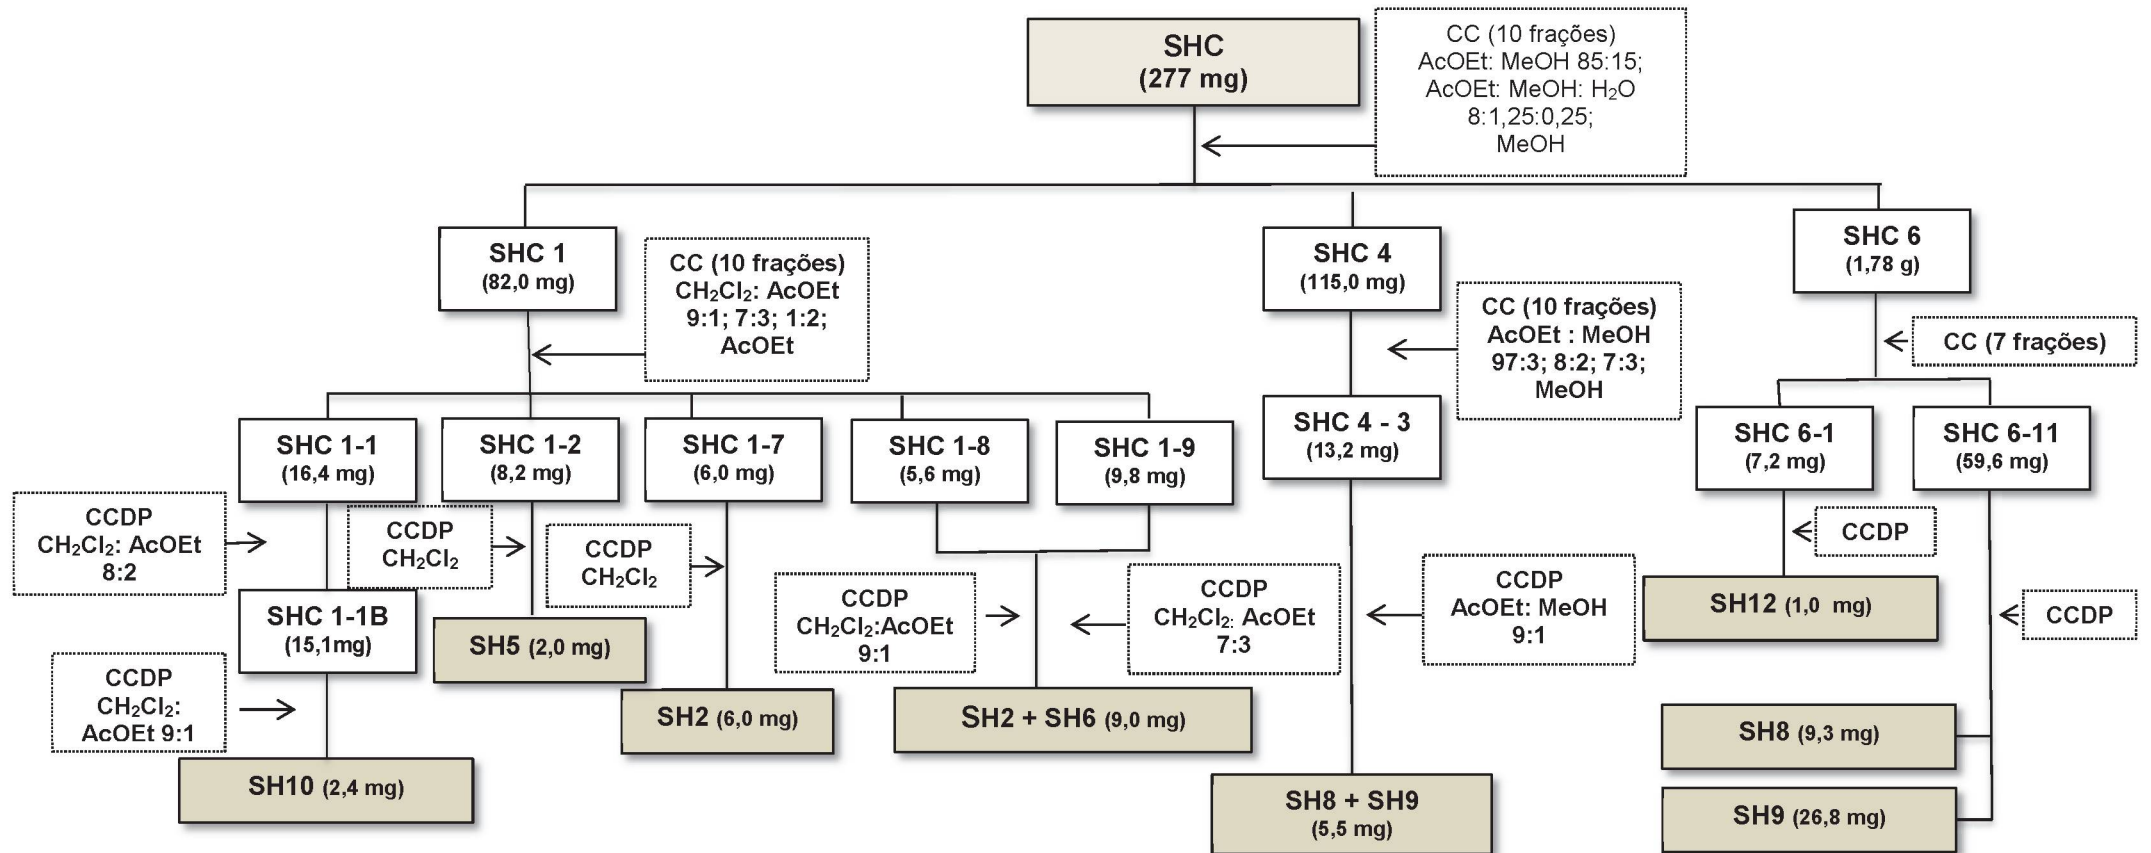 SHC
(277 mg)
CC (10 frações)
AcOEt: MeOH 85:15;
AcOEt: MeOH: H₂O
8:1,25:0,25;
MeOH
SHC 1
(82,0 mg)
CC (10 frações)
CH₂Cl₂: AcOEt
9:1; 7:3; 1:2;
AcOEt
SHC 4
(115,0 mg)
CC (10 frações)
AcOEt : MeOH
97:3; 8:2; 7:3;
MeOH
SHC 6
(1,78 g)
CC (7 frações)
SHC 1-1
(16,4 mg)
SHC 1-2
(8,2 mg)
SHC 1-7
(6,0 mg)
SHC 1-8
(5,6 mg)
SHC 1-9
(9,8 mg)
SHC 4 - 3
(13,2 mg)
SHC 6-1
(7,2 mg)
SHC 6-11
(59,6 mg)
CCDP
CH₂Cl₂: AcOEt
8:2
CCDP
CH₂Cl₂
CCDP
CH₂Cl₂
CCDP
CH₂Cl₂:AcOEt
9:1
CCDP
CH₂Cl₂: AcOEt
7:3
CCDP
AcOEt: MeOH
9:1
CCDP
CCDP
SHC 1-1B
(15,1mg)
SH5 (2,0 mg)
SH12 (1,0 mg)
CCDP
CH₂Cl₂:
AcOEt 9:1
SH2 (6,0 mg)
SH2 + SH6 (9,0 mg)
SH8 (9,3 mg)
SH10 (2,4 mg)
SH8 + SH9
(5,5 mg)
SH9 (26,8 mg)